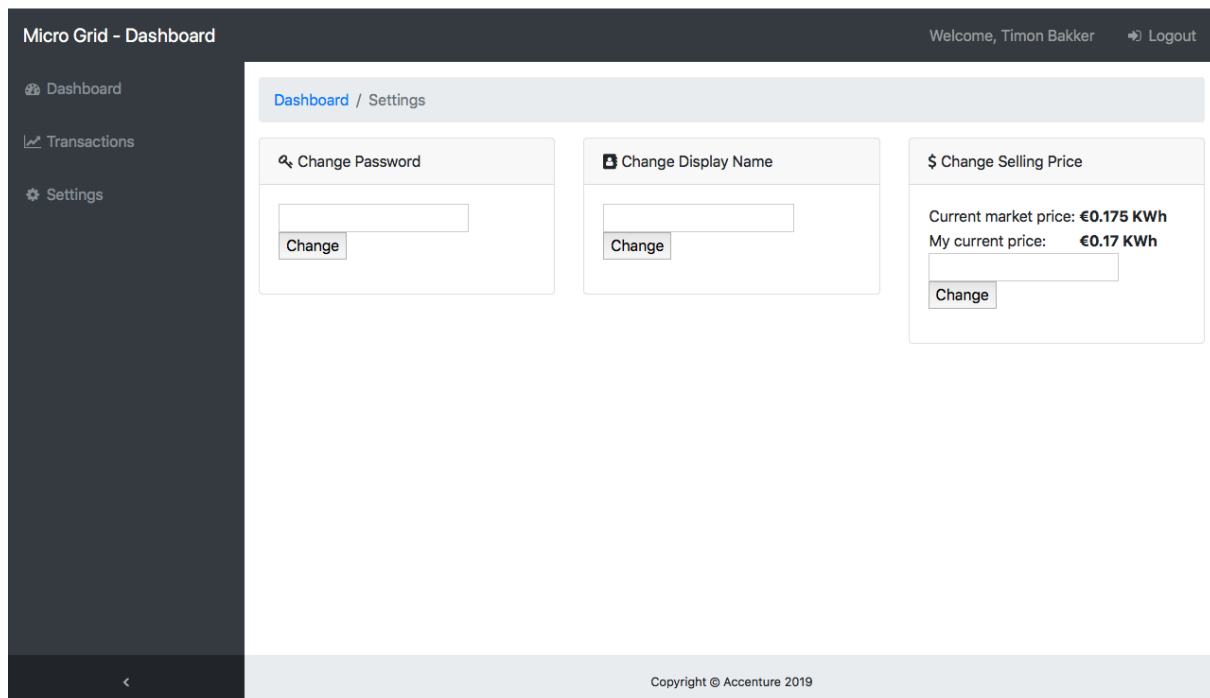 Micro Grid - Dashboard
Welcome, Timon Bakker
Logout
Dashboard
Transactions
Settings
Dashboard / Settings
Change Password
Change
Change Display Name
Change
$ Change Selling Price
Current market price: €0.175 KWh
My current price: €0.17 KWh
Change
Copyright © Accenture 2019